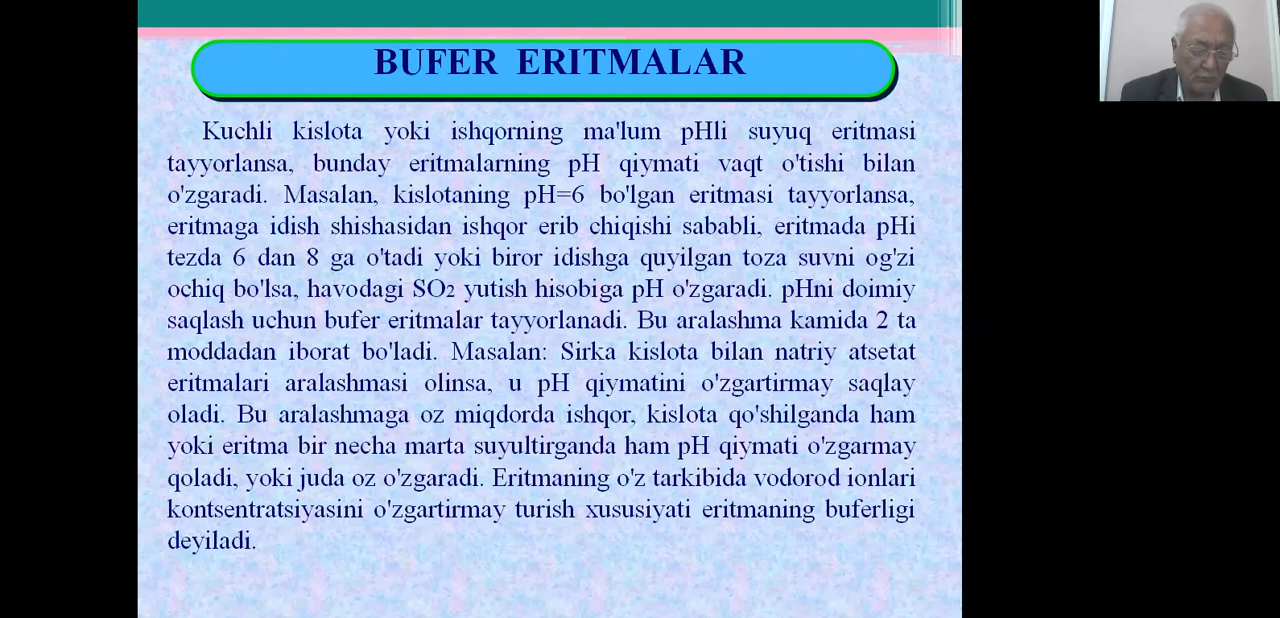 BUFER ERITMALAR
Kuchli kislota yoki ishqorning ma'lum pHli suyuq eritmasi
tayyorlansa, bunday eritmalarning pH qiymati vaqt o'tishi bilan
o'zgaradi. Masalan, kislotaning pH=6 bo'lgan eritmasi tayyorlansa,
eritmaga idish shishasidan ishqor erib chiqishi sababli, eritmada pHi
tezda 6 dan 8 ga o'tadi yoki biror idishga quyilgan toza suvni og'zi
ochiq bo'lsa, havodagi SO₂ yutish hisobiga pH o'zgaradi. pHni doimiy
saqlash uchun bufer eritmalar tayyorlanadi. Bu aralashma kamida 2 ta
moddadan iborat bo'ladi. Masalan: Sirka kislota bilan natriy atsetat
eritmalari aralashmasi olinsa, u pH qiymatini o'zgartirmay saqlay
oladi. Bu aralashmaga oz miqdorda ishqor, kislota qo'shilganda ham
yoki eritma bir necha marta suyultirganda ham pH qiymati o'zgarmay
qoladi, yoki juda oz o'zgaradi. Eritmaning o'z tarkibida vodorod ionlari
kontsentratsiyasini o'zgartirmay turish xususiyati eritmaning buferligi
deyiladi.